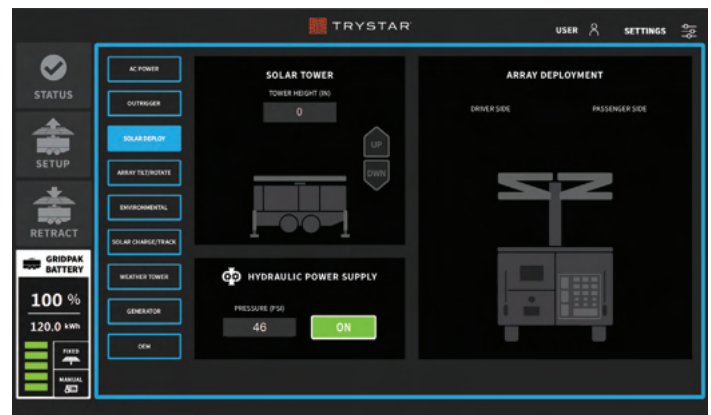 TRYSTAR
USER
SETTINGS
STATUS
SETUP
RETRACT
GRIDPAK
BATTERY
100 %
120.0 kWh
FIXED
MANUAL
AC POWER
OUTRIGGER
SOLAR DEPLOY
ARRAY TILT/ROTATE
ENVIRONMENTAL
SOLAR CHARGE/TRACK
WEATHER TOWER
GENERATOR
OEM
SOLAR TOWER
TOWER HEIGHT (IN)
0
UP
DWN
HYDRAULIC POWER SUPPLY
PRESSURE (PSI)
46
ON
ARRAY DEPLOYMENT
DRIVER SIDE
PASSENGER SIDE